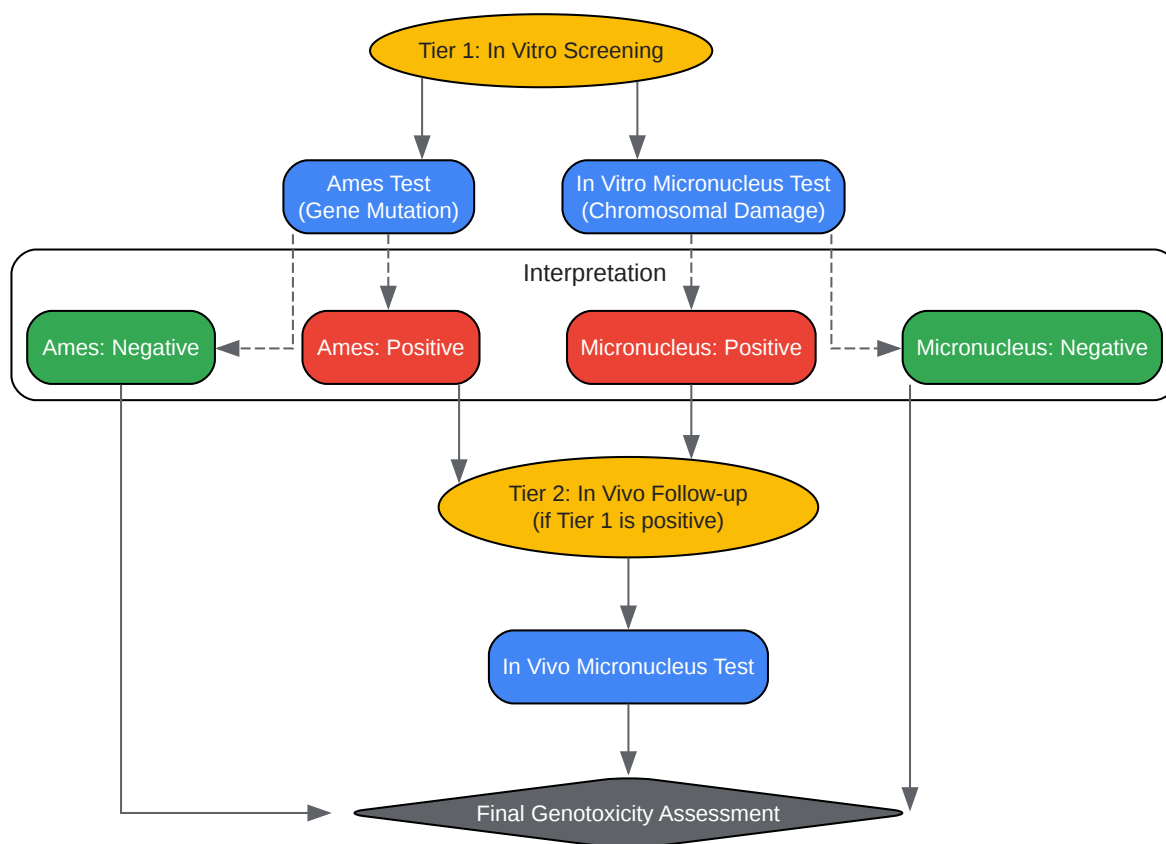 Tier 1: In Vitro Screening
Ames Test
(Gene Mutation)
In Vitro Micronucleus Test
(Chromosomal Damage)
Interpretation
Ames: Negative
Ames: Positive
Micronucleus: Positive
Micronucleus: Negative
Tier 2: In Vivo Follow-up
(if Tier 1 is positive)
In Vivo Micronucleus Test
Final Genotoxicity Assessment